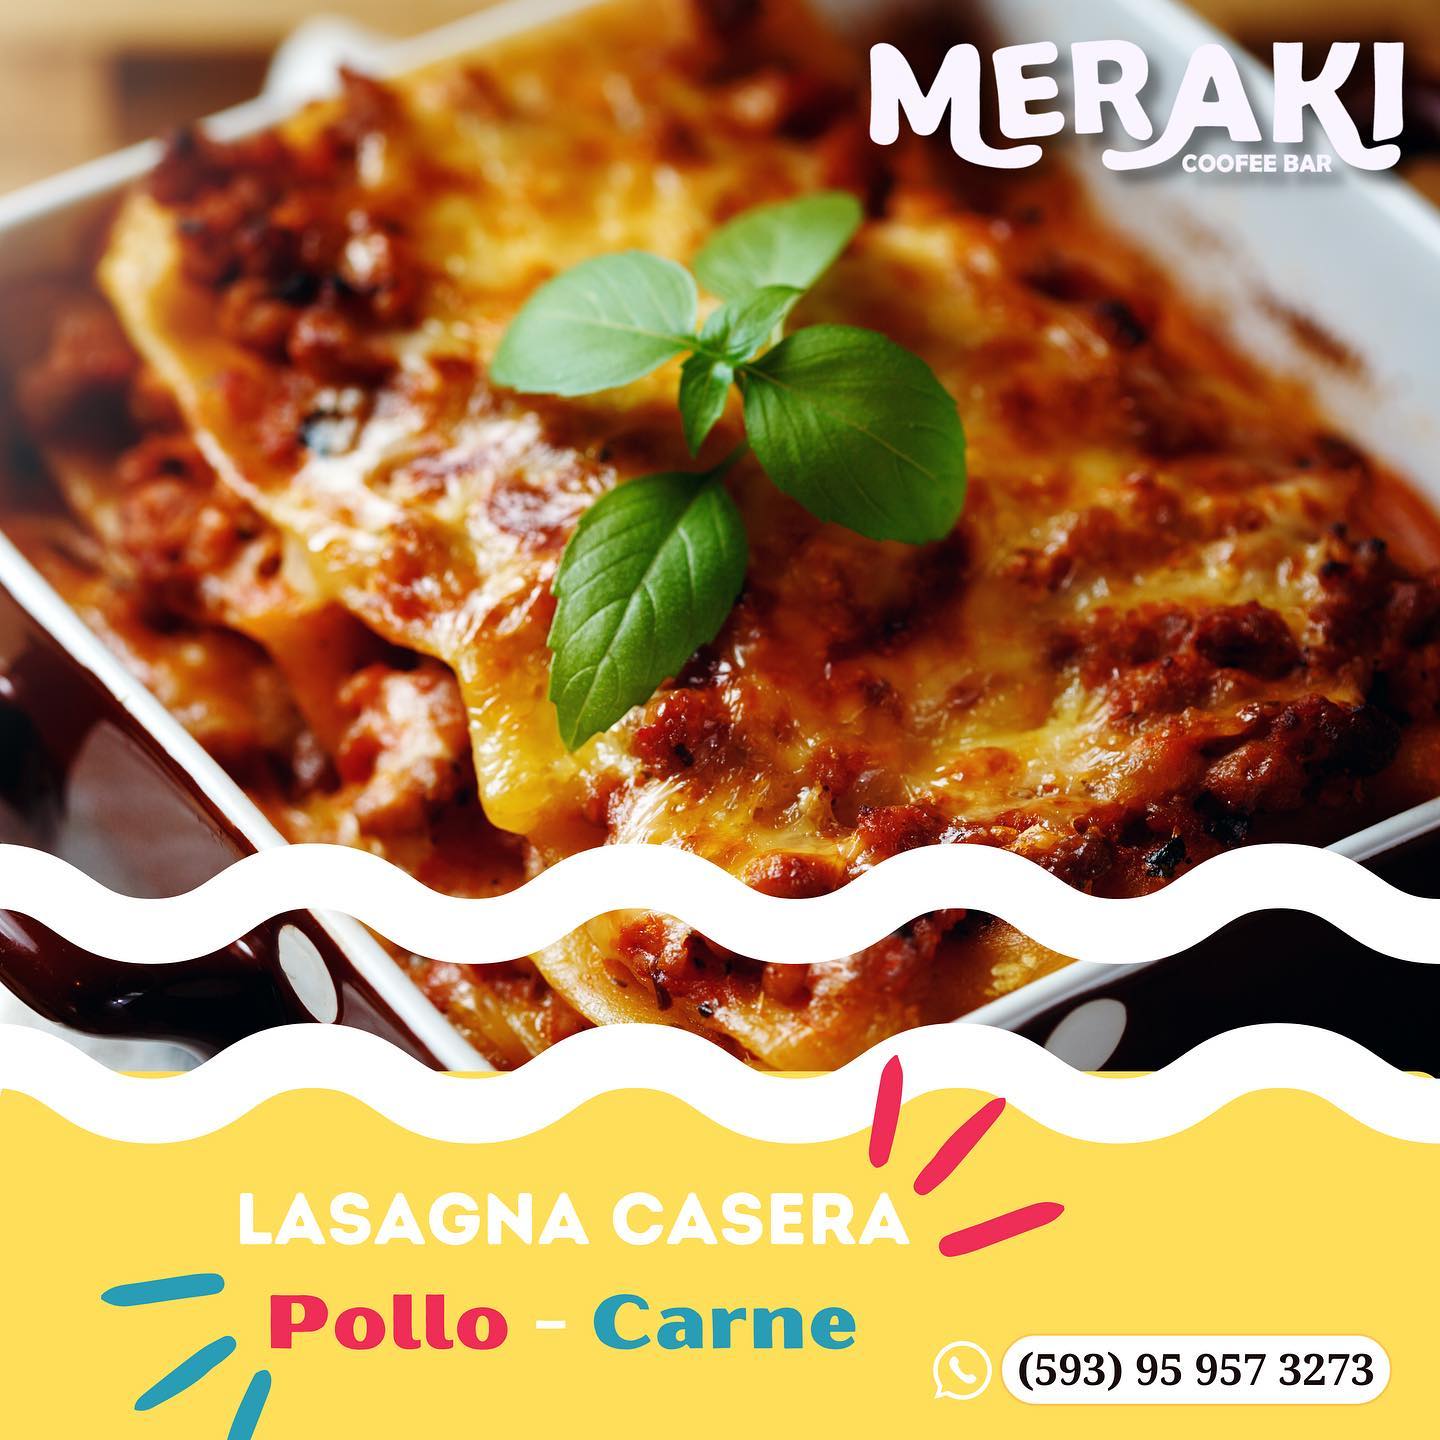 MERAKI
COOFEE BAR
LASAGNA CASERA
Pollo - Carne
(593) 95 957 3273